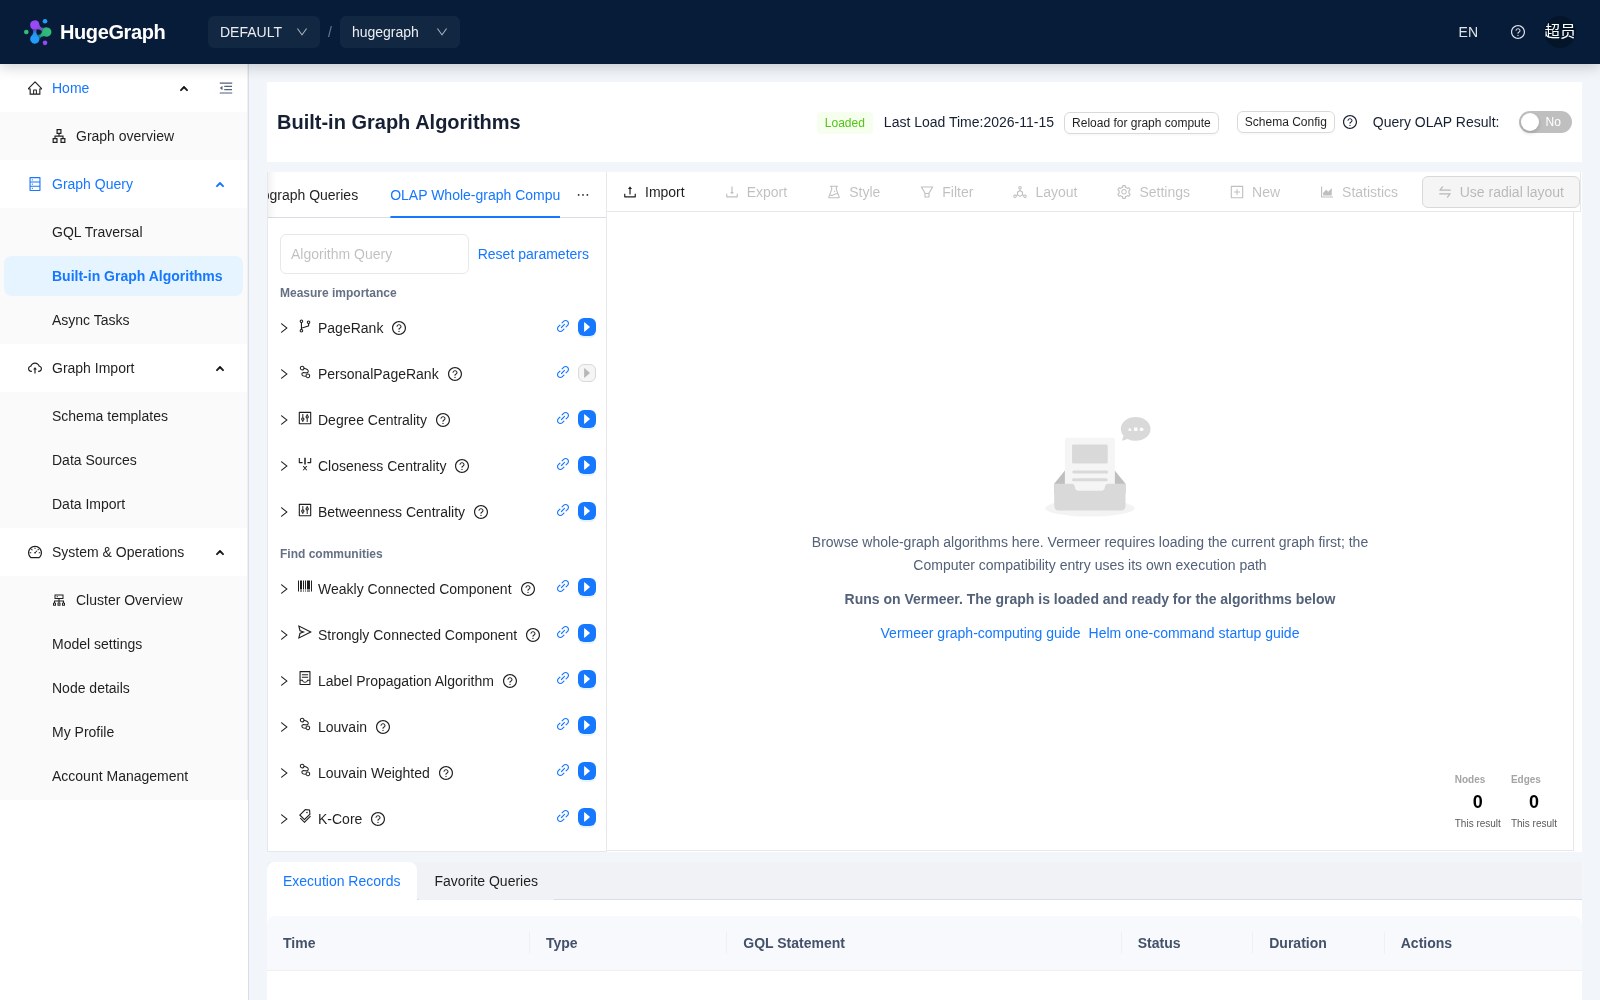 HugeGraph
DEFAULT
/
hugegraph
EN
超员
Home
Graph overview
Graph Query
GQL Traversal
Built-in Graph Algorithms
Async Tasks
Graph Import
Schema templates
Data Sources
Data Import
System & Operations
Cluster Overview
Model settings
Node details
My Profile
Account Management
Built-in Graph Algorithms
Loaded
Last Load Time:2026-11-15
Reload for graph compute
Schema Config
Query OLAP Result:
No
graph Queries
OLAP Whole-graph Compu
...
Import
Export
Style
Filter
Layout
Settings
New
Statistics
Use radial layout
Algorithm Query
Reset parameters
Measure importance
PageRank
PersonalPageRank
Degree Centrality
Closeness Centrality
Betweenness Centrality
Find communities
Weakly Connected Component
Strongly Connected Component
Label Propagation Algorithm
Louvain
Louvain Weighted
K-Core
Browse whole-graph algorithms here. Vermeer requires loading the current graph first; the
Computer compatibility entry uses its own execution path
Runs on Vermeer. The graph is loaded and ready for the algorithms below
Vermeer graph-computing guide Helm one-command startup guide
Nodes Edges
0 0
This result This result
Execution Records
Favorite Queries
Time Type GQL Statement Status Duration Actions